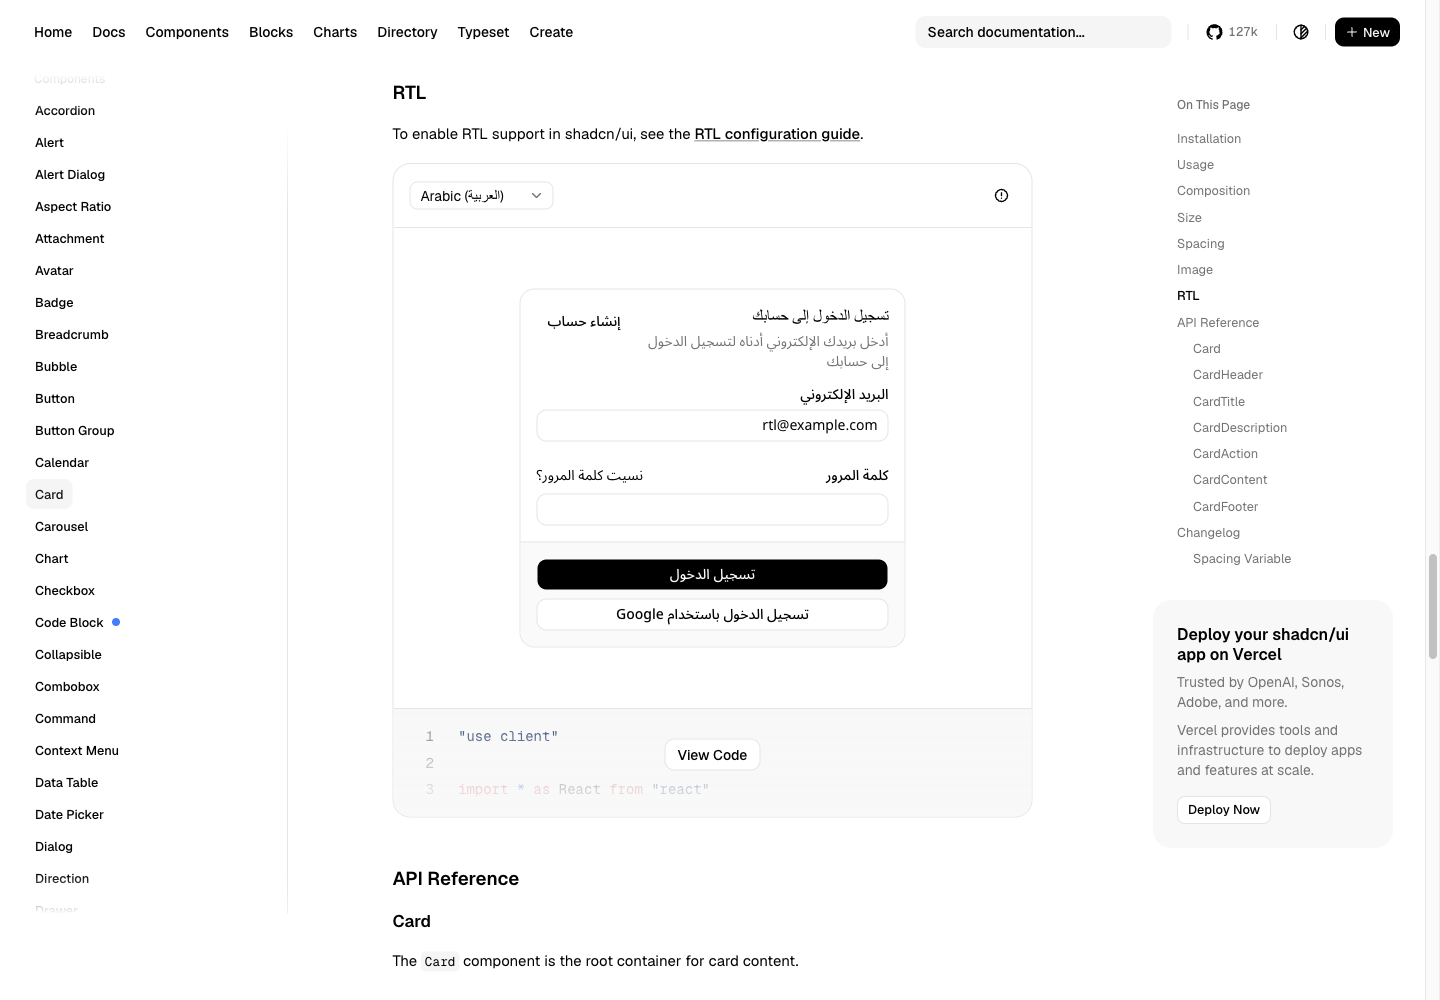 Home Docs Components Blocks Charts Directory Typeset Create
Search documentation...
127k
New
Components
Accordion
Alert
Alert Dialog
Aspect Ratio
Attachment
Avatar
Badge
Breadcrumb
Bubble
Button
Button Group
Calendar
Card
Carousel
Chart
Checkbox
Code Block
Collapsible
Combobox
Command
Context Menu
Data Table
Date Picker
Dialog
Direction
Drawer
RTL
To enable RTL support in shadcn/ui, see the RTL configuration guide.
Arabic (العربية)
تسجيل الدخول إلى حسابك
إنشاء حساب
أدخل بريدك الإلكتروني أدناه لتسجيل الدخول
إلى حسابك
البريد الإلكتروني
rtl@example.com
كلمة المرور
نسيت كلمة المرور؟
تسجيل الدخول
تسجيل الدخول باستخدام Google
1 "use client"
2
3 import * as React from "react"
View Code
API Reference
Card
The Card component is the root container for card content.
On This Page
Installation
Usage
Composition
Size
Spacing
Image
RTL
API Reference
Card
CardHeader
CardTitle
CardDescription
CardAction
CardContent
CardFooter
Changelog
Spacing Variable
Deploy your shadcn/ui
app on Vercel
Trusted by OpenAI, Sonos,
Adobe, and more.
Vercel provides tools and
infrastructure to deploy apps
and features at scale.
Deploy Now